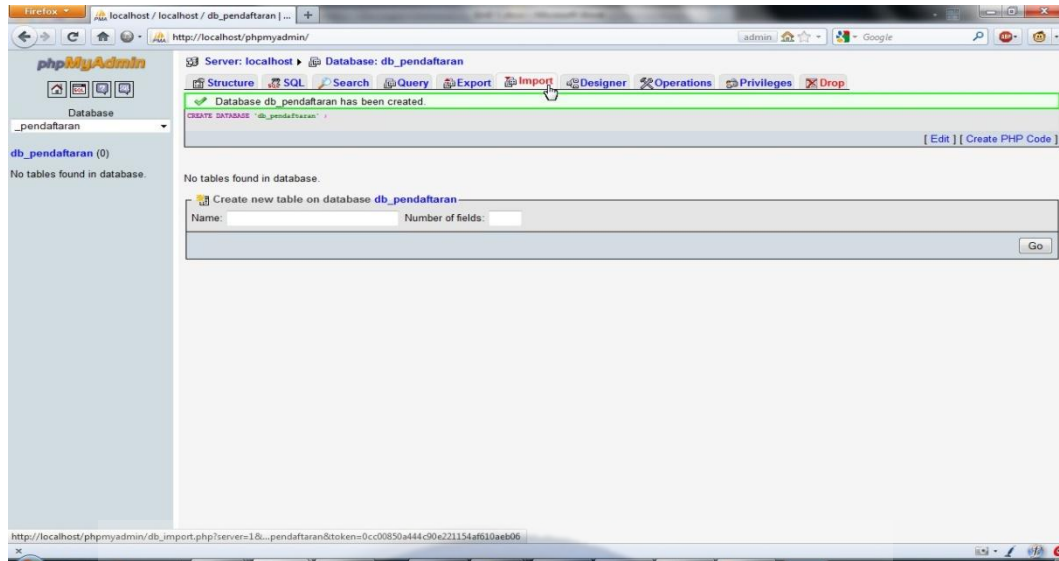 Firefox
localhost / localhost / db_pendaftaran | ...
http://localhost/phpmyadmin/
admin
Google
phpMyAdmin
Database
_pendaftaran
db_pendaftaran (0)
No tables found in database.
Server: localhost Database: db_pendaftaran
Structure SQL Search Query Export Import Designer Operations Privileges Drop
Database db_pendaftaran has been created.
CREATE DATABASE `db_pendaftaran` ;
[ Edit ] [ Create PHP Code ]
No tables found in database.
Create new table on database db_pendaftaran
Name: Number of fields:
Go
http://localhost/phpmyadmin/db_import.php?server=1&...pendaftaran&token=0cc00850a444c90e221154af610aeb06